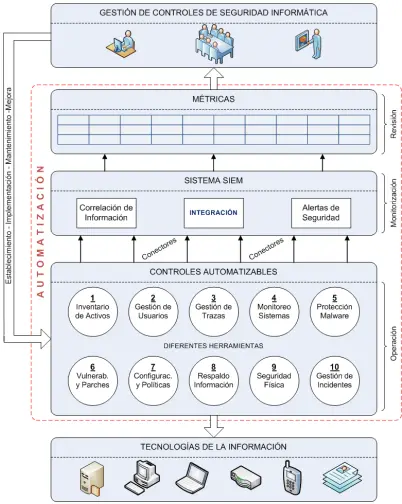 GESTIÓN DE CONTROLES DE SEGURIDAD INFORMÁTICA
Establecimiento - Implementación - Mantenimiento -Mejora
AUTOMATIZACIÓN
MÉTRICAS
Revisión
SISTEMA SIEM
Correlación de
Información
INTEGRACIÓN
Alertas de
Seguridad
Monitorización
Conectores
Conectores
CONTROLES AUTOMATIZABLES
1
Inventario
de Activos
2
Gestión de
Usuarios
3
Gestión de
Trazas
4
Monitoreo
Sistemas
5
Protección
Malware
DIFERENTES HERRAMIENTAS
6
Vulnerab.
y Parches
7
Configurac.
y Políticas
8
Respaldo
Información
9
Seguridad
Física
10
Gestión de
Incidentes
Operación
TECNOLOGÍAS DE LA INFORMACIÓN